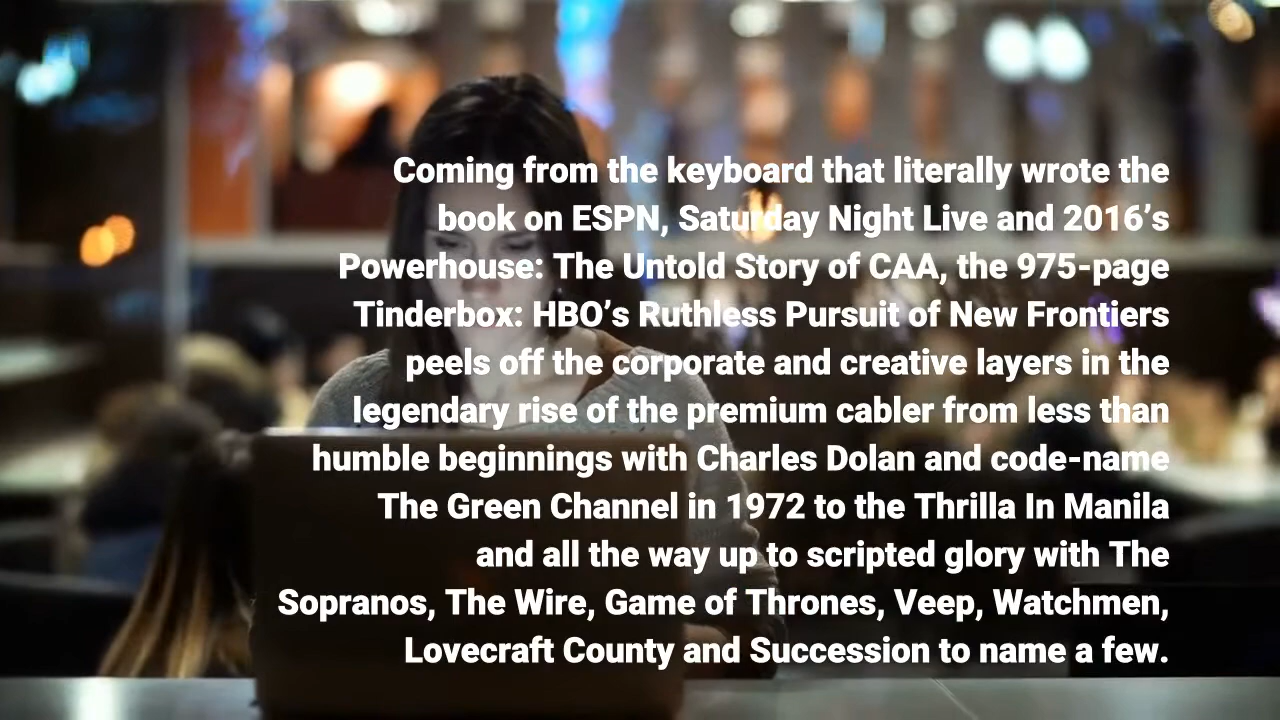 Coming from the keyboard that literally wrote the
book on ESPN, Saturday Night Live and 2016’s
Powerhouse: The Untold Story of CAA, the 975-page
Tinderbox: HBO’s Ruthless Pursuit of New Frontiers
peels off the corporate and creative layers in the
legendary rise of the premium cabler from less than
humble beginnings with Charles Dolan and code-name
The Green Channel in 1972 to the Thrilla In Manila
and all the way up to scripted glory with The
Sopranos, The Wire, Game of Thrones, Veep, Watchmen,
Lovecraft County and Succession to name a few.